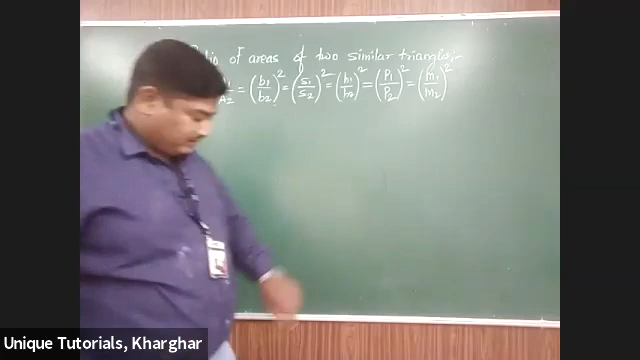 of areas of two similar triangles:-
A2 = (b1/b2)² = (s1/s2)² = (h1/h2)² = (P1/P2)² = (m1/m2)²
Unique Tutorials, Kharghar